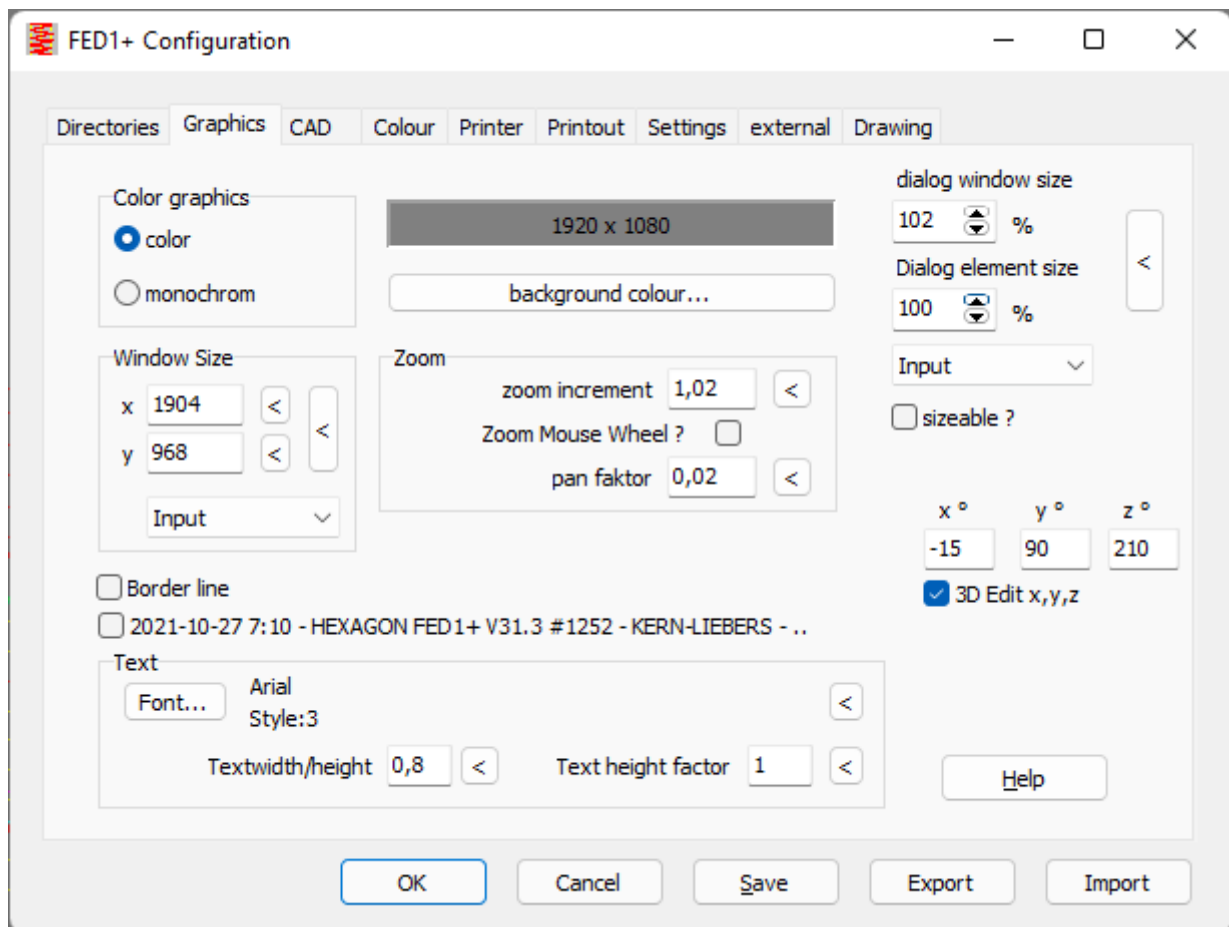 FED1+ Configuration
Directories Graphics CAD Colour Printer Printout Settings external Drawing
Color graphics
color
monochrom
1920 x 1080
background colour...
dialog window size
102 %
Dialog element size
100 %
<
Input
sizeable ?
Window Size
x 1904 <
y 968 <
<
Input
Zoom
zoom increment 1,02 <
Zoom Mouse Wheel ?
pan faktor 0,02 <
x ° y ° z °
-15 90 210
3D Edit x,y,z
Border line
2021-10-27 7:10 - HEXAGON FED1+ V31.3 #1252 - KERN-LIEBERS - ..
Text
Font...
Arial
Style:3
<
Textwidth/height 0,8 < Text height factor 1 <
Help
OK Cancel Save Export Import